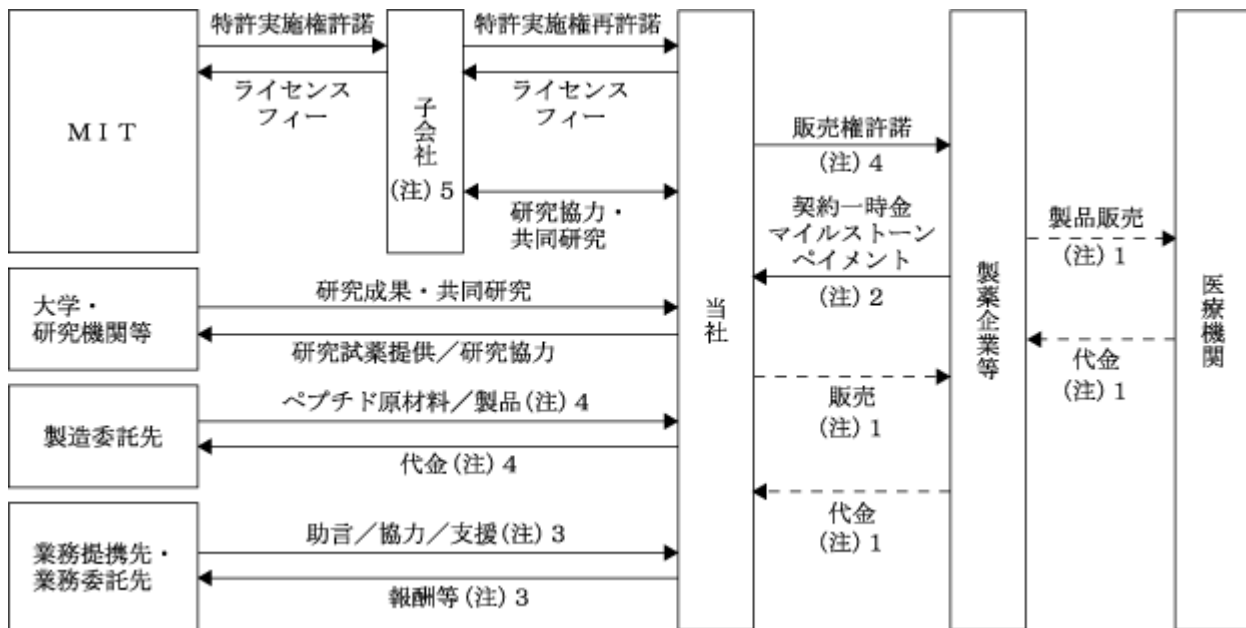 MIT
特許実施権許諾
ライセンス
フィー
子会社
(注) 5
特許実施権再許諾
ライセンス
フィー
研究協力・
共同研究
大学・
研究機関等
研究成果・共同研究
研究試薬提供／研究協力
製造委託先
ペプチド原材料／製品(注) 4
代金(注) 4
業務提携先・
業務委託先
助言／協力／支援(注) 3
報酬等(注) 3
当社
販売権許諾
(注) 4
契約一時金
マイルストーン
ペイメント
(注) 2
販売
(注) 1
代金
(注) 1
製薬企業等
製品販売
(注) 1
代金
(注) 1
医療機関